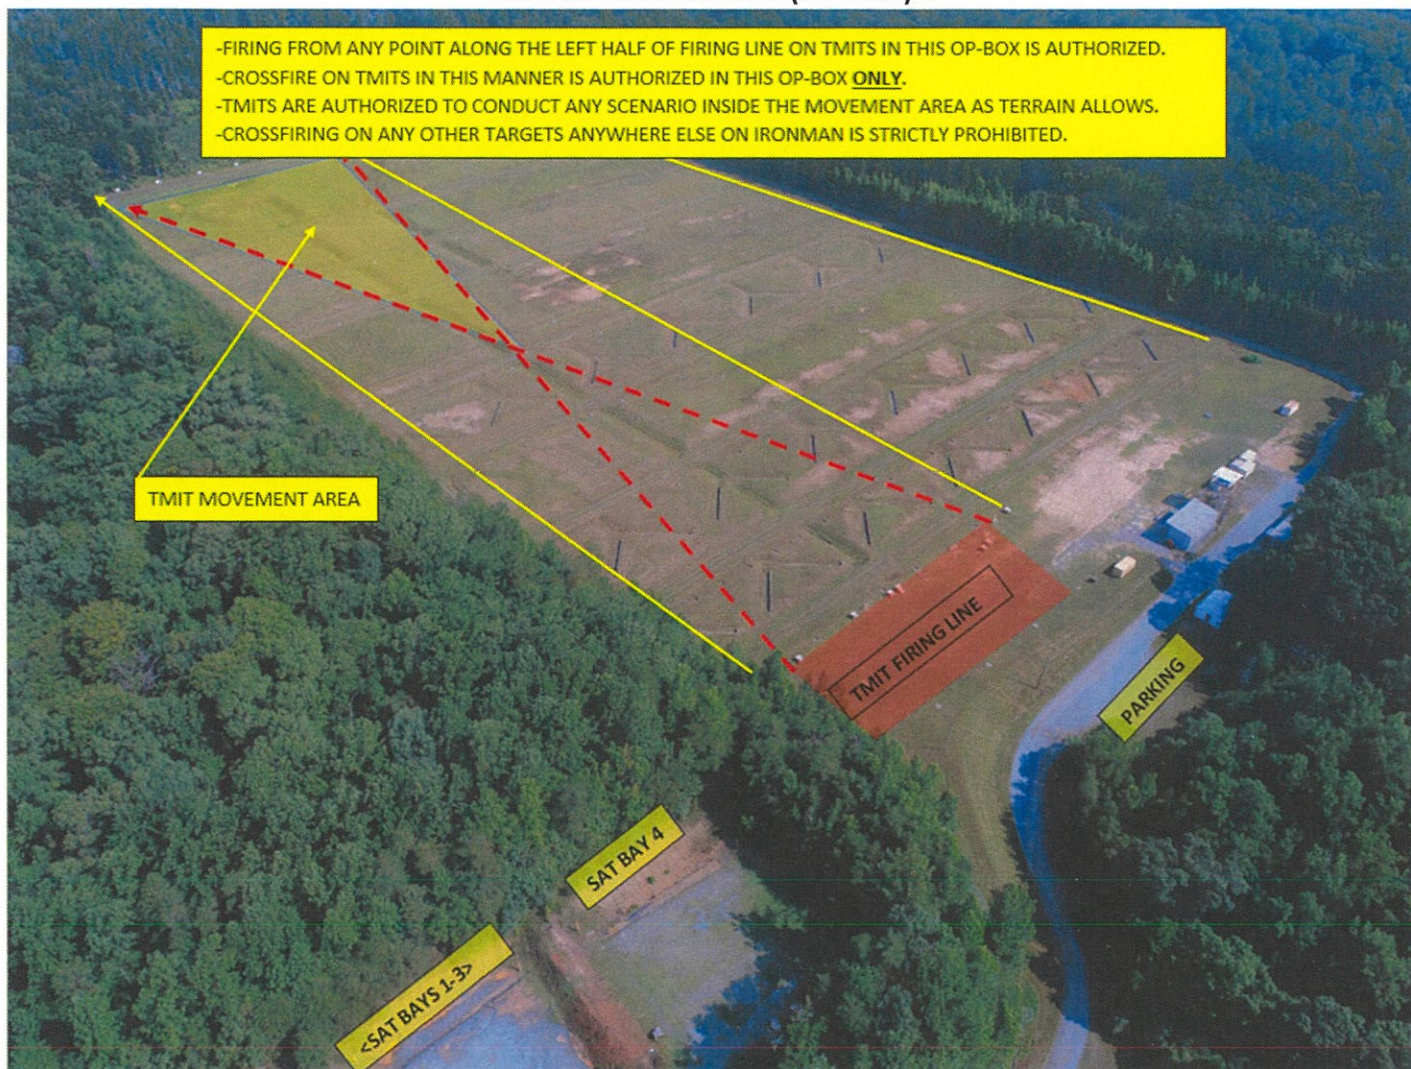 -FIRING FROM ANY POINT ALONG THE LEFT HALF OF FIRING LINE ON TMITS IN THIS OP-BOX IS AUTHORIZED.
-CROSSFIRE ON TMITS IN THIS MANNER IS AUTHORIZED IN THIS OP-BOX ONLY.
-TMITS ARE AUTHORIZED TO CONDUCT ANY SCENARIO INSIDE THE MOVEMENT AREA AS TERRAIN ALLOWS.
-CROSSFIRING ON ANY OTHER TARGETS ANYWHERE ELSE ON IRONMAN IS STRICTLY PROHIBITED.
TMIT MOVEMENT AREA
TMIT FIRING LINE
PARKING
SAT BAY 4
<SAT BAYS 1-3>